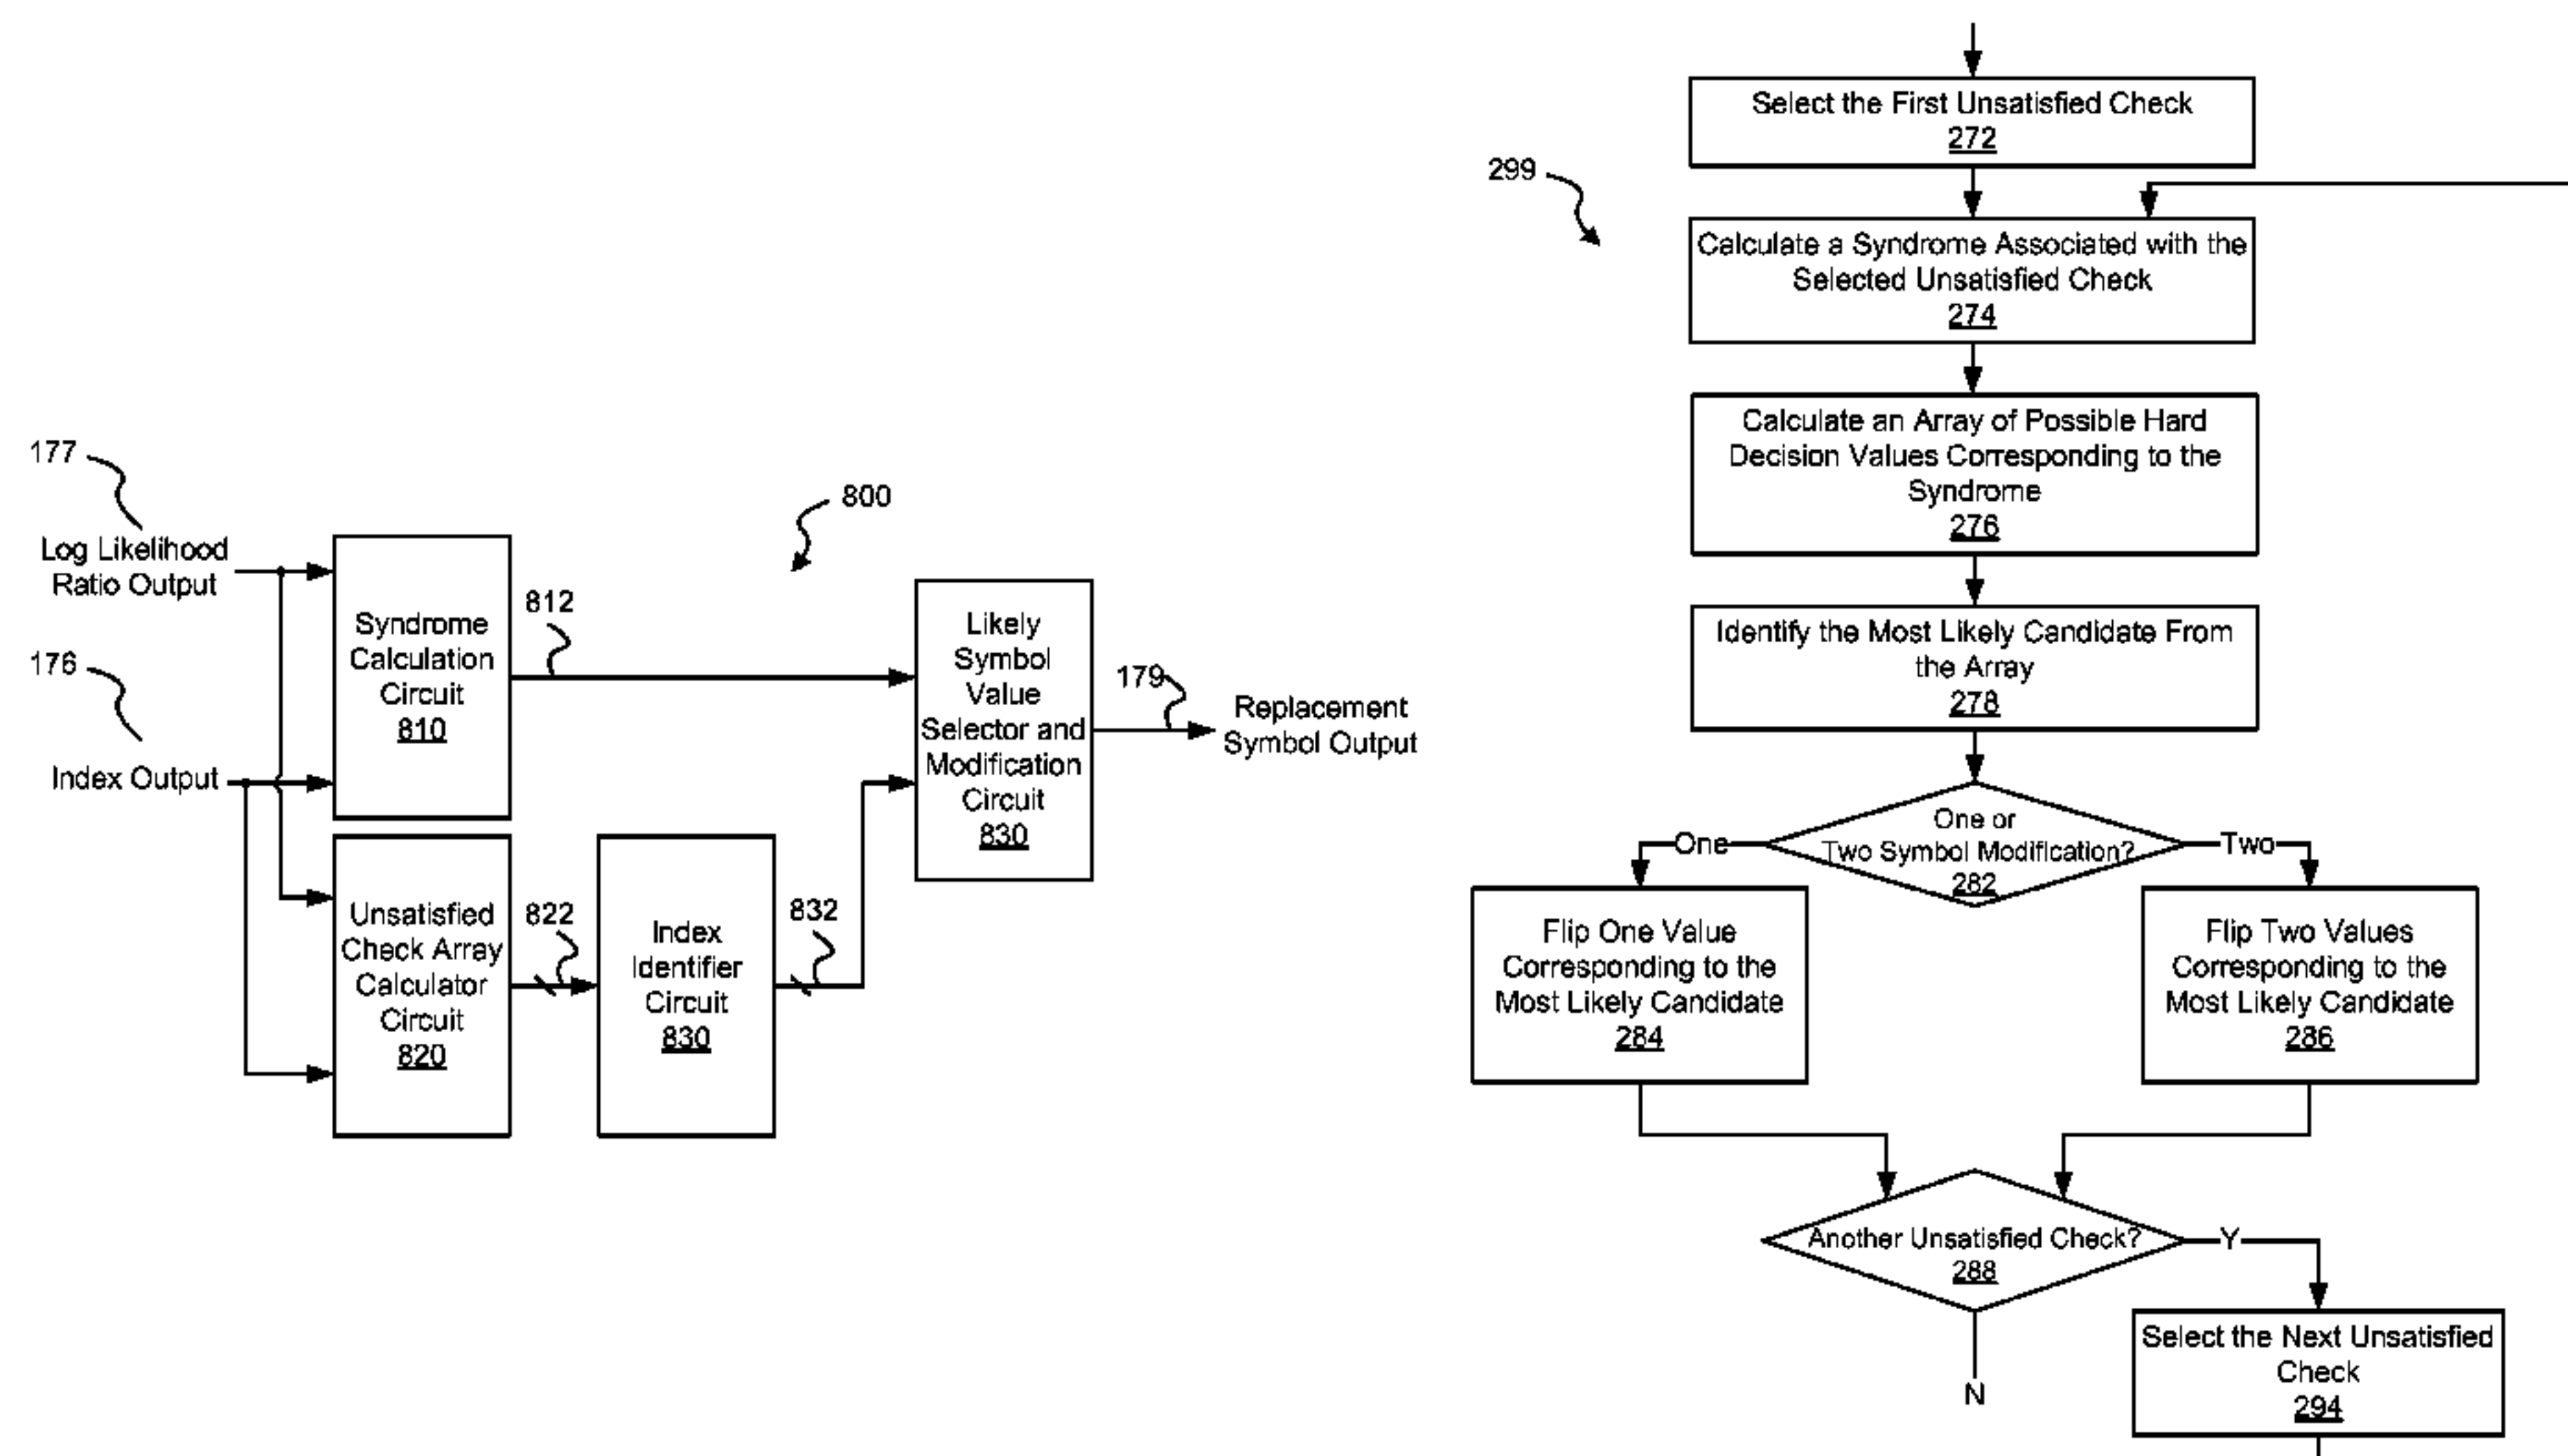 177
Log Likelihood
Ratio Output
176
Index Output
Syndrome
Calculation
Circuit
810
812
800
Unsatisfied
Check Array
Calculator
Circuit
820
822
Index
Identifier
Circuit
830
832
Likely
Symbol
Value
Selector and
Modification
Circuit
830
179
Replacement
Symbol Output
299
Select the First Unsatisfied Check
272
Calculate a Syndrome Associated with the
Selected Unsatisfied Check
274
Calculate an Array of Possible Hard
Decision Values Corresponding to the
Syndrome
276
Identify the Most Likely Candidate From
the Array
278
One or
Two Symbol Modification?
282
One
Two
Flip One Value
Corresponding to the
Most Likely Candidate
284
Flip Two Values
Corresponding to the
Most Likely Candidate
286
Another Unsatisfied Check?
288
Y
N
Select the Next Unsatisfied
Check
294